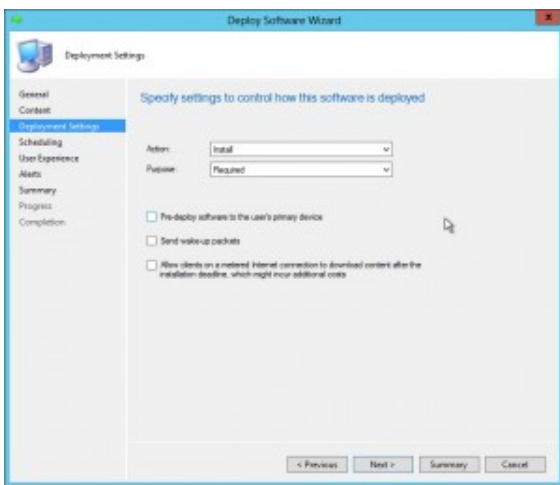 Deploy Software Wizard
x
Deployment Settings
General
Content
Deployment Settings
Scheduling
User Experience
Alerts
Summary
Progress
Completion
Specify settings to control how this software is deployed
Action:
Install
Purpose:
Required
Pre-deploy software to the user's primary device
Send wake-up packets
Allow clients on a metered Internet connection to download content after the
installation deadline, which might incur additional costs
< Previous
Next >
Summary
Cancel